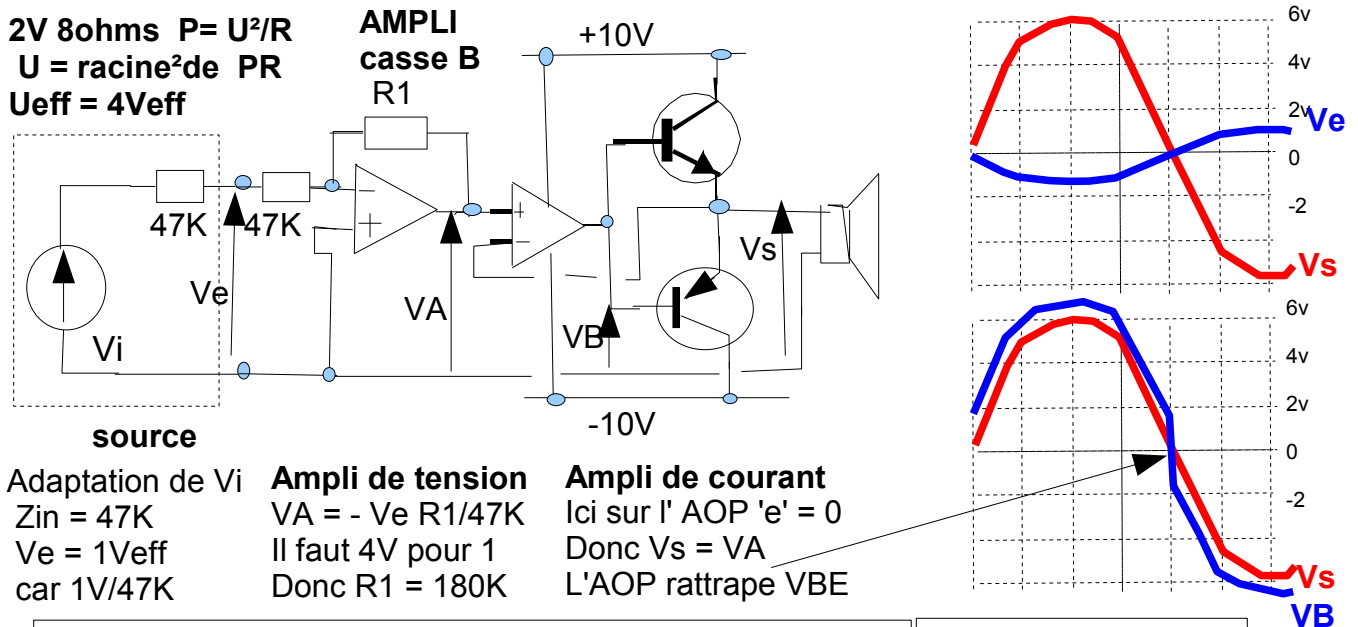 2V 8ohms P= U²/R
U = racine²de PR
Ueff = 4Veff
AMPLI
casse B
R1
+10V
47K
47K
Ve
Vi
VA
VB
Vs
-10V
source
Adaptation de Vi
Zin = 47K
Ve = 1Veff
car 1V/47K
Ampli de tension
VA = - Ve R1/47K
Il faut 4V pour 1
Donc R1 = 180K
Ampli de courant
Ici sur l' AOP 'e' = 0
Donc Vs = VA
L'AOP rattrape VBE
6v
4v
2v
Ve
0
-2
Vs
6v
4v
2v
0
-2
Vs
VB